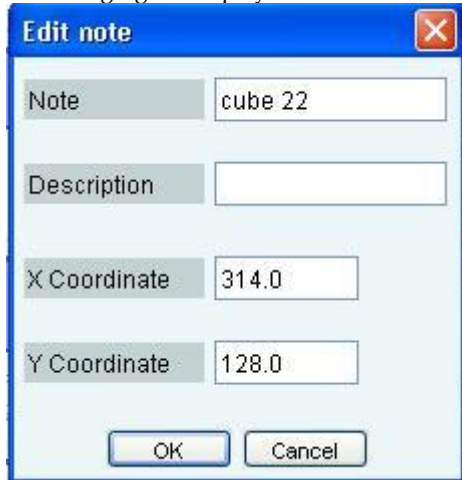 Edit note
Note cube 22
Description
X Coordinate 314.0
Y Coordinate 128.0
OK Cancel